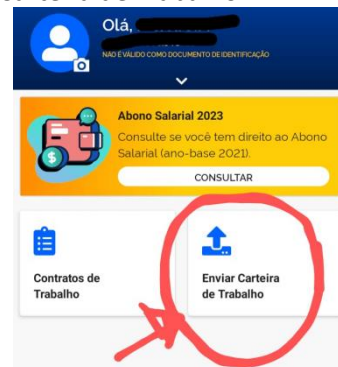 Olá,
NÃO É VÁLIDO COMO DOCUMENTO DE IDENTIFICAÇÃO
Abono Salarial 2023
Consulte se você tem direito ao Abono
Salarial (ano-base 2021).
CONSULTAR
Contratos de
Trabalho
Enviar Carteira
de Trabalho